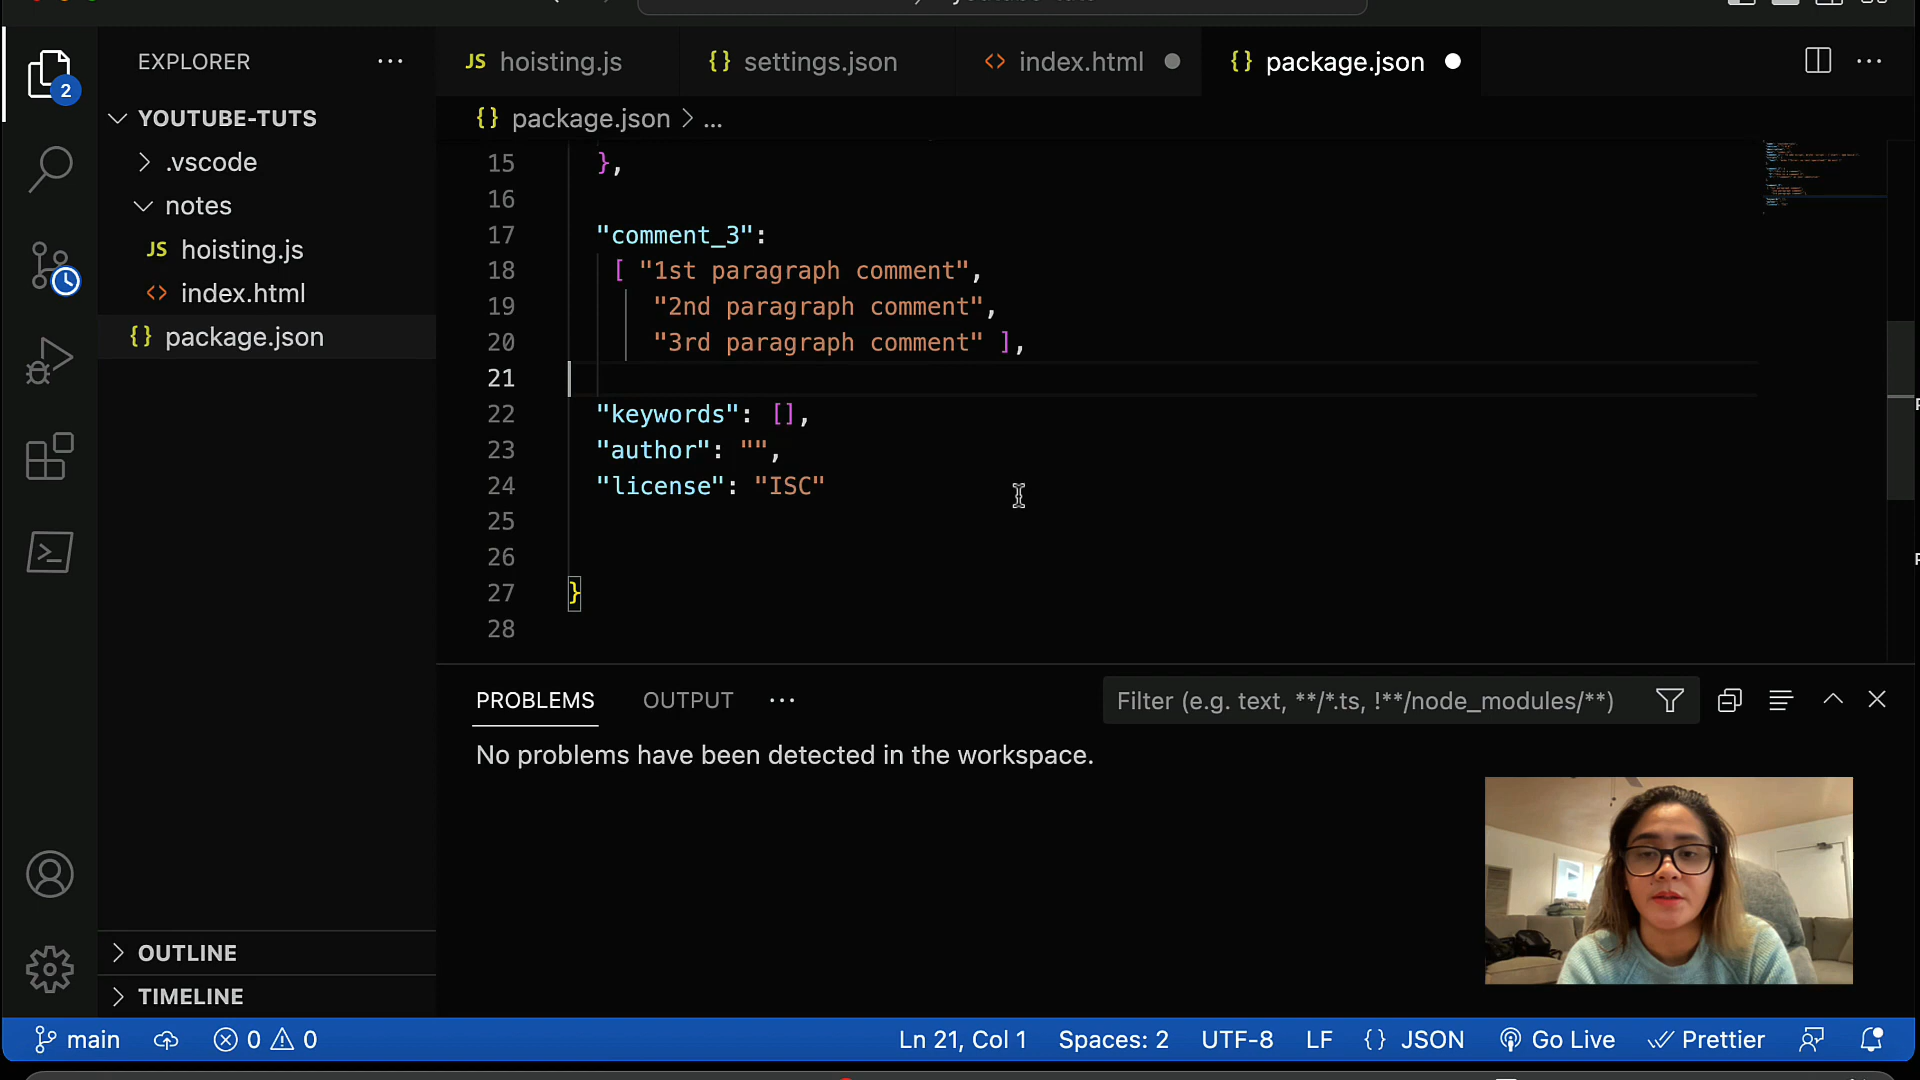 EXPLORER
2
YOUTUBE-TUTS
.vscode
notes
JS hoisting.js
<> index.html
{} package.json
OUTLINE
TIMELINE
JS hoisting.js
{} settings.json
<> index.html
{} package.json
{} package.json > ...
15 },
16
17 "comment_3":
18 [ "1st paragraph comment",
19 "2nd paragraph comment",
20 "3rd paragraph comment" ],
21
22 "keywords": [],
23 "author": "",
24 "license": "ISC"
25
26
27 }
28
PROBLEMS
OUTPUT
Filter (e.g. text, **/*.ts, !**/node_modules/**)
No problems have been detected in the workspace.
main
0 0
Ln 21, Col 1
Spaces: 2
UTF-8
LF
{} JSON
Go Live
Prettier